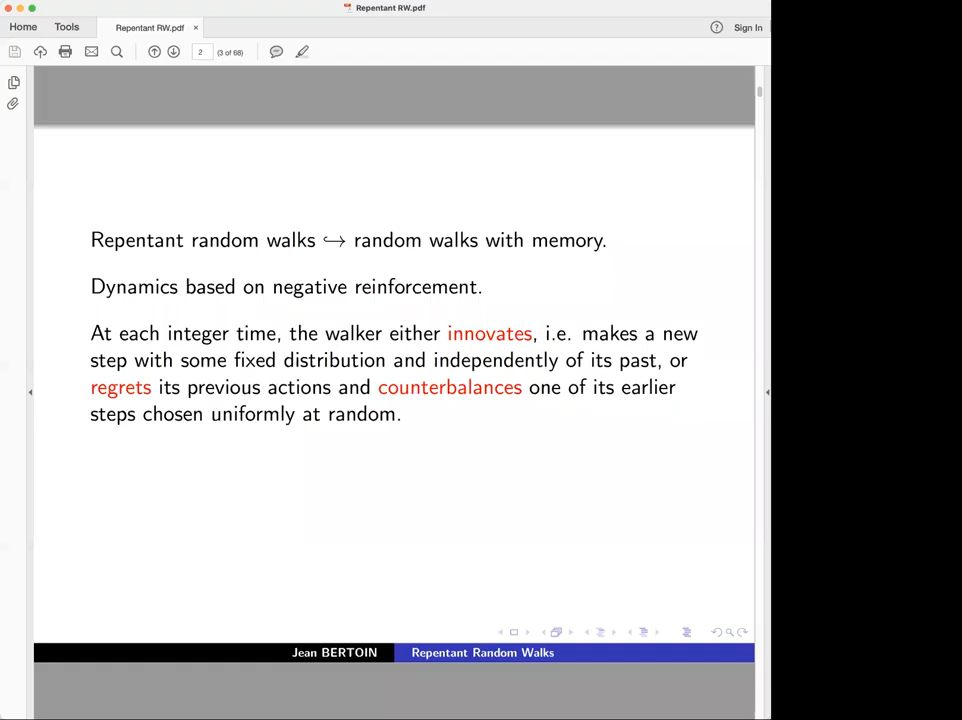 Repentant RW.pdf
Home Tools Repentant RW.pdf × ? Sign In
2 (3 of 68)
Repentant random walks ↪ random walks with memory.
Dynamics based on negative reinforcement.
At each integer time, the walker either innovates, i.e. makes a new
step with some fixed distribution and independently of its past, or
regrets its previous actions and counterbalances one of its earlier
steps chosen uniformly at random.
Jean BERTOIN Repentant Random Walks